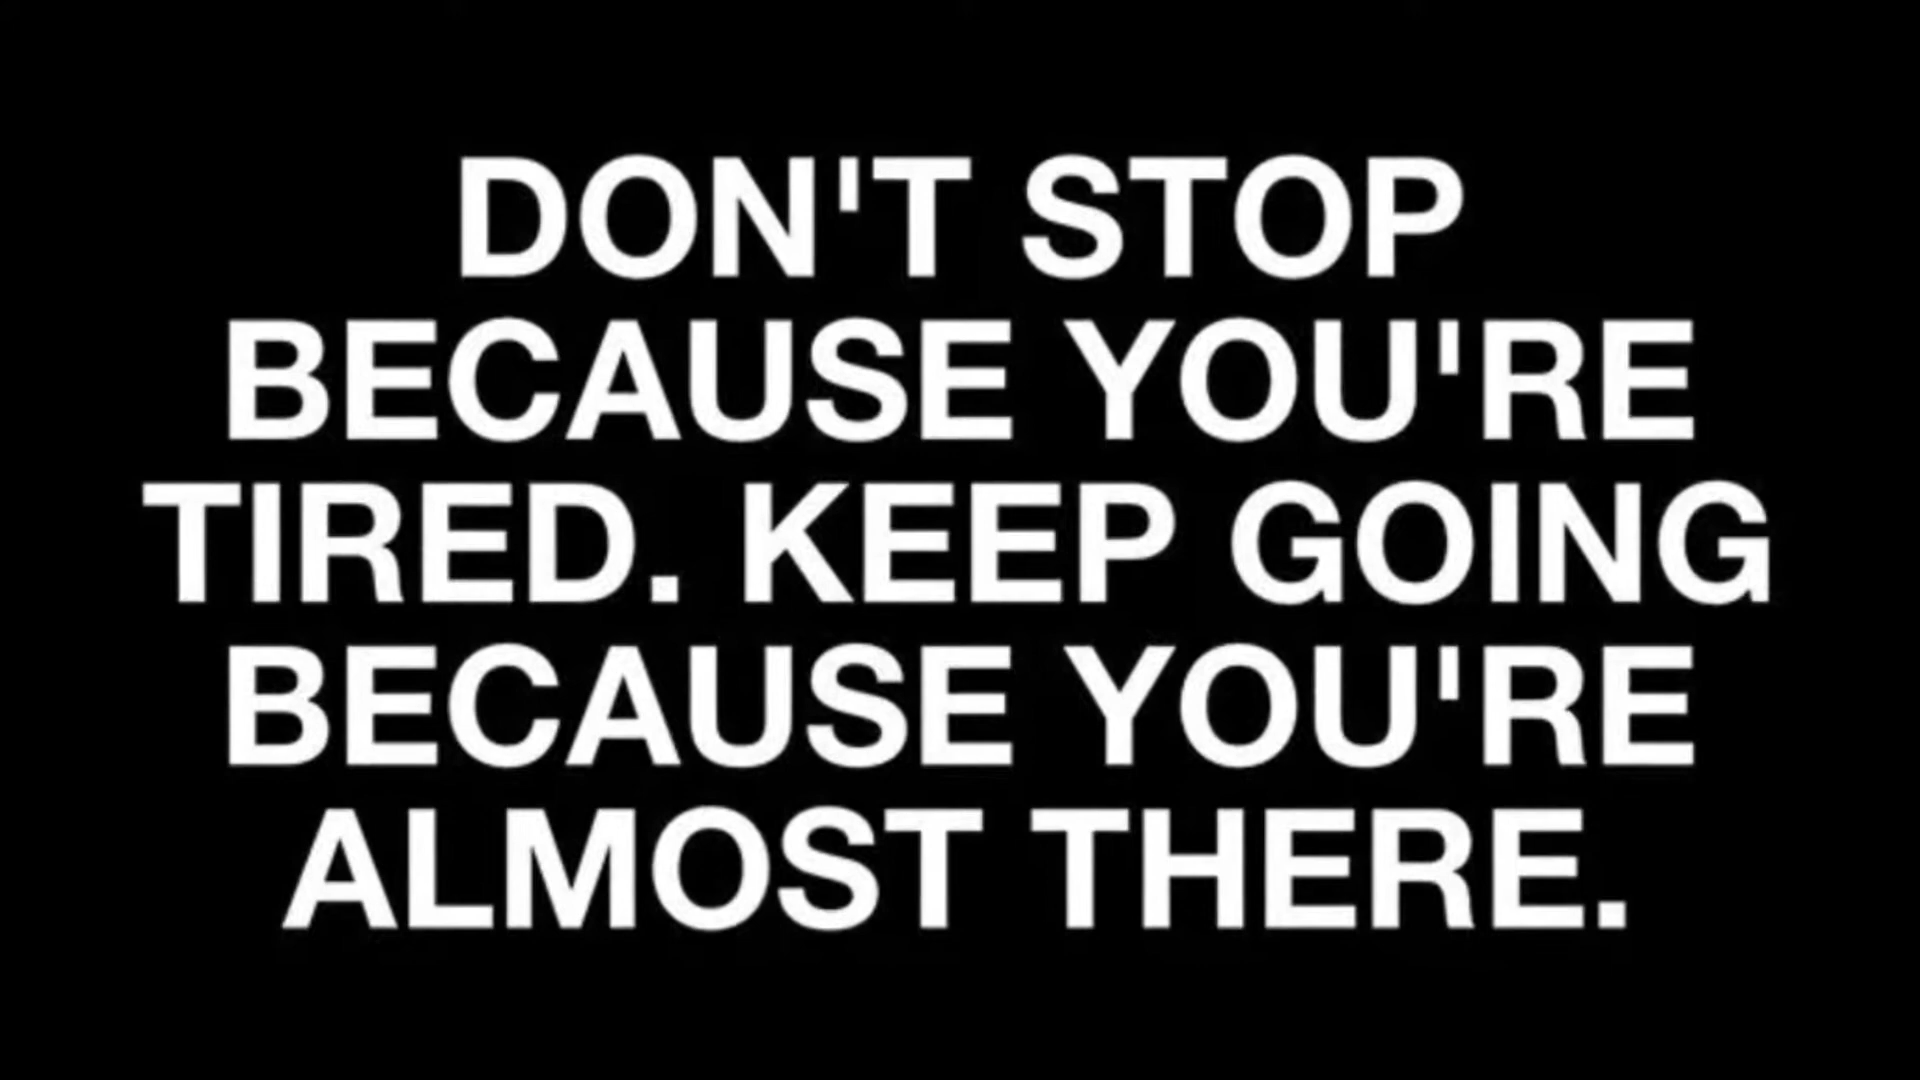 DON'T STOP
BECAUSE YOU'RE
TIRED. KEEP GOING
BECAUSE YOU'RE
ALMOST THERE.